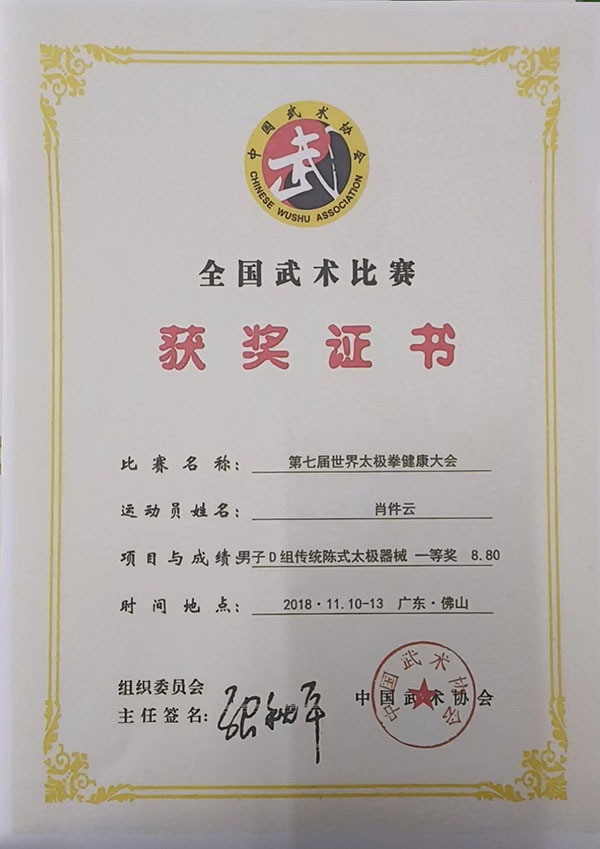 中国武术协会
武
CHINESE WUSHU ASSOCIATION
全国武术比赛
获奖证书
比赛名称: 第七届世界太极拳健康大会
运动员姓名: 肖件云
项目与成绩: 男子D组传统陈式太极器械 一等奖 8.80
时间地点: 2018·11.10-13 广东·佛山
组织委员会
主任签名:
中国武术协会
中国武术协会